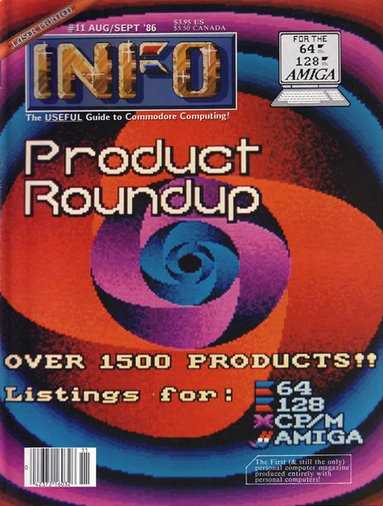 #11 AUG/SEPT '86
$3.95 US
$5.50 CANADA
INFO
The USEFUL Guide to Commodore Computing!
FOR THE
64
128
AMIGA
Product
Roundup
OVER 1500 PRODUCTS!!
Listings for:
64
128
CP/M
AMIGA
The First (& still the only)
personal computer magazine
produced entirely with
personal computers!
11
0